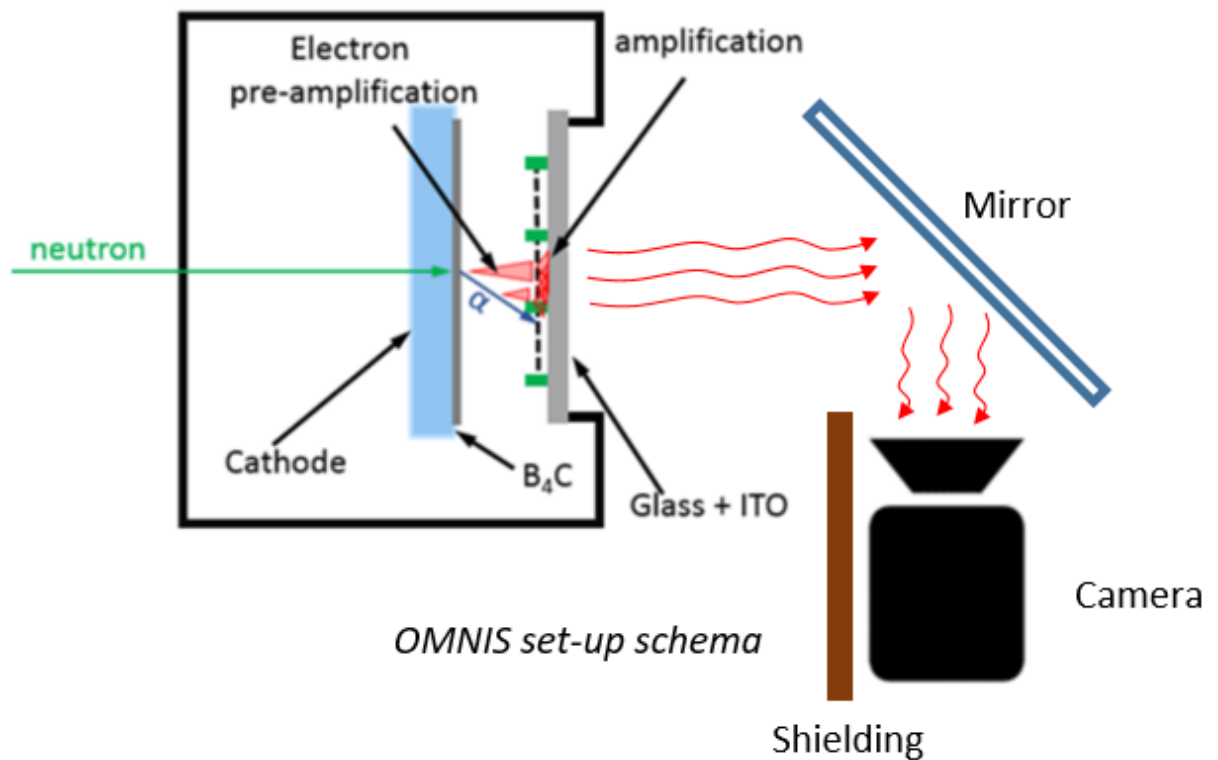 Electron
pre-amplification
amplification
Mirror
neutron
α
Cathode
B₄C
Glass + ITO
Camera
OMNIS set-up schema
Shielding